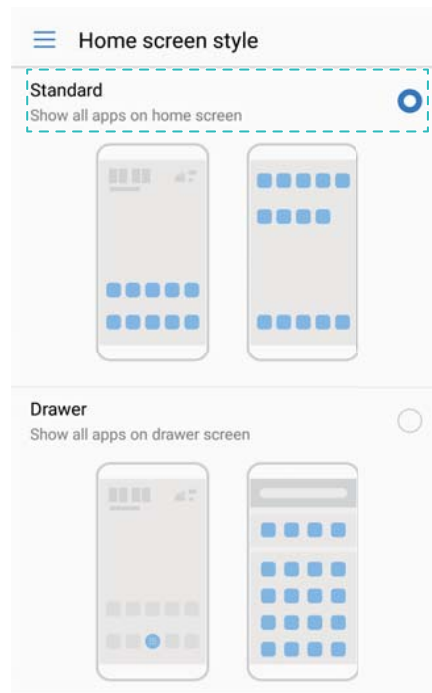 Home screen style
Standard
Show all apps on home screen
Drawer
Show all apps on drawer screen